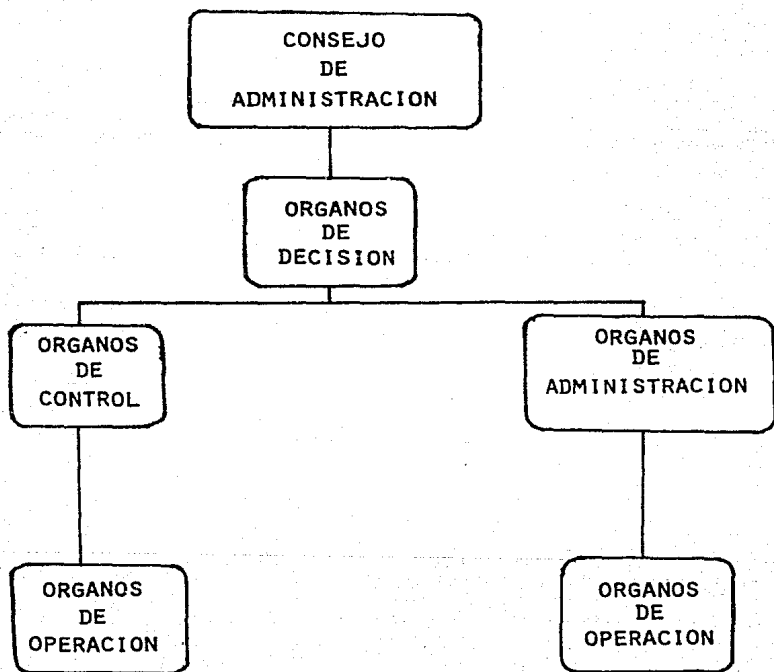 CONSEJO
DE
ADMINISTRACION
ORGANOS
DE
DECISION
ORGANOS
DE
CONTROL
ORGANOS
DE
ADMINISTRACION
ORGANOS
DE
OPERACION
ORGANOS
DE
OPERACION